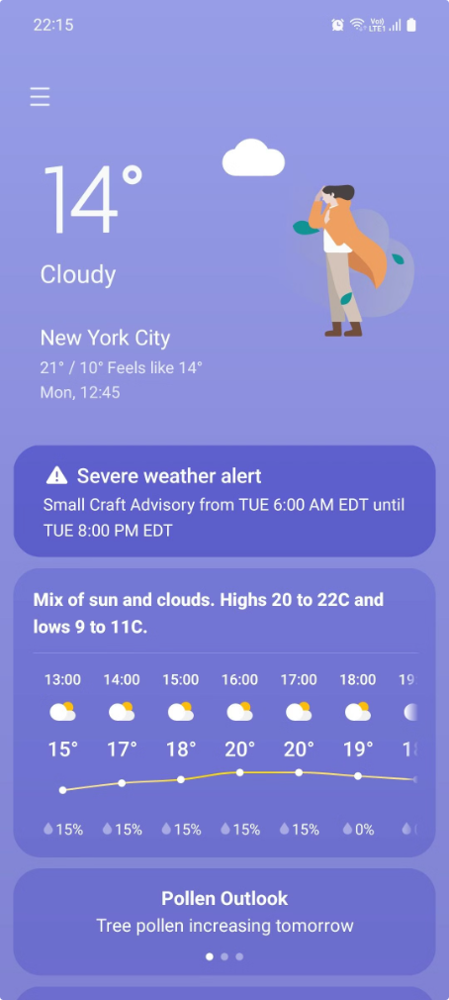 22:15
Vo))
LTE1
14°
Cloudy
New York City
21° / 10° Feels like 14°
Mon, 12:45
Severe weather alert
Small Craft Advisory from TUE 6:00 AM EDT until
TUE 8:00 PM EDT
Mix of sun and clouds. Highs 20 to 22C and
lows 9 to 11C.
13:00 14:00 15:00 16:00 17:00 18:00
15° 17° 18° 20° 20° 19°
15% 15% 15% 15% 15% 0%
Pollen Outlook
Tree pollen increasing tomorrow